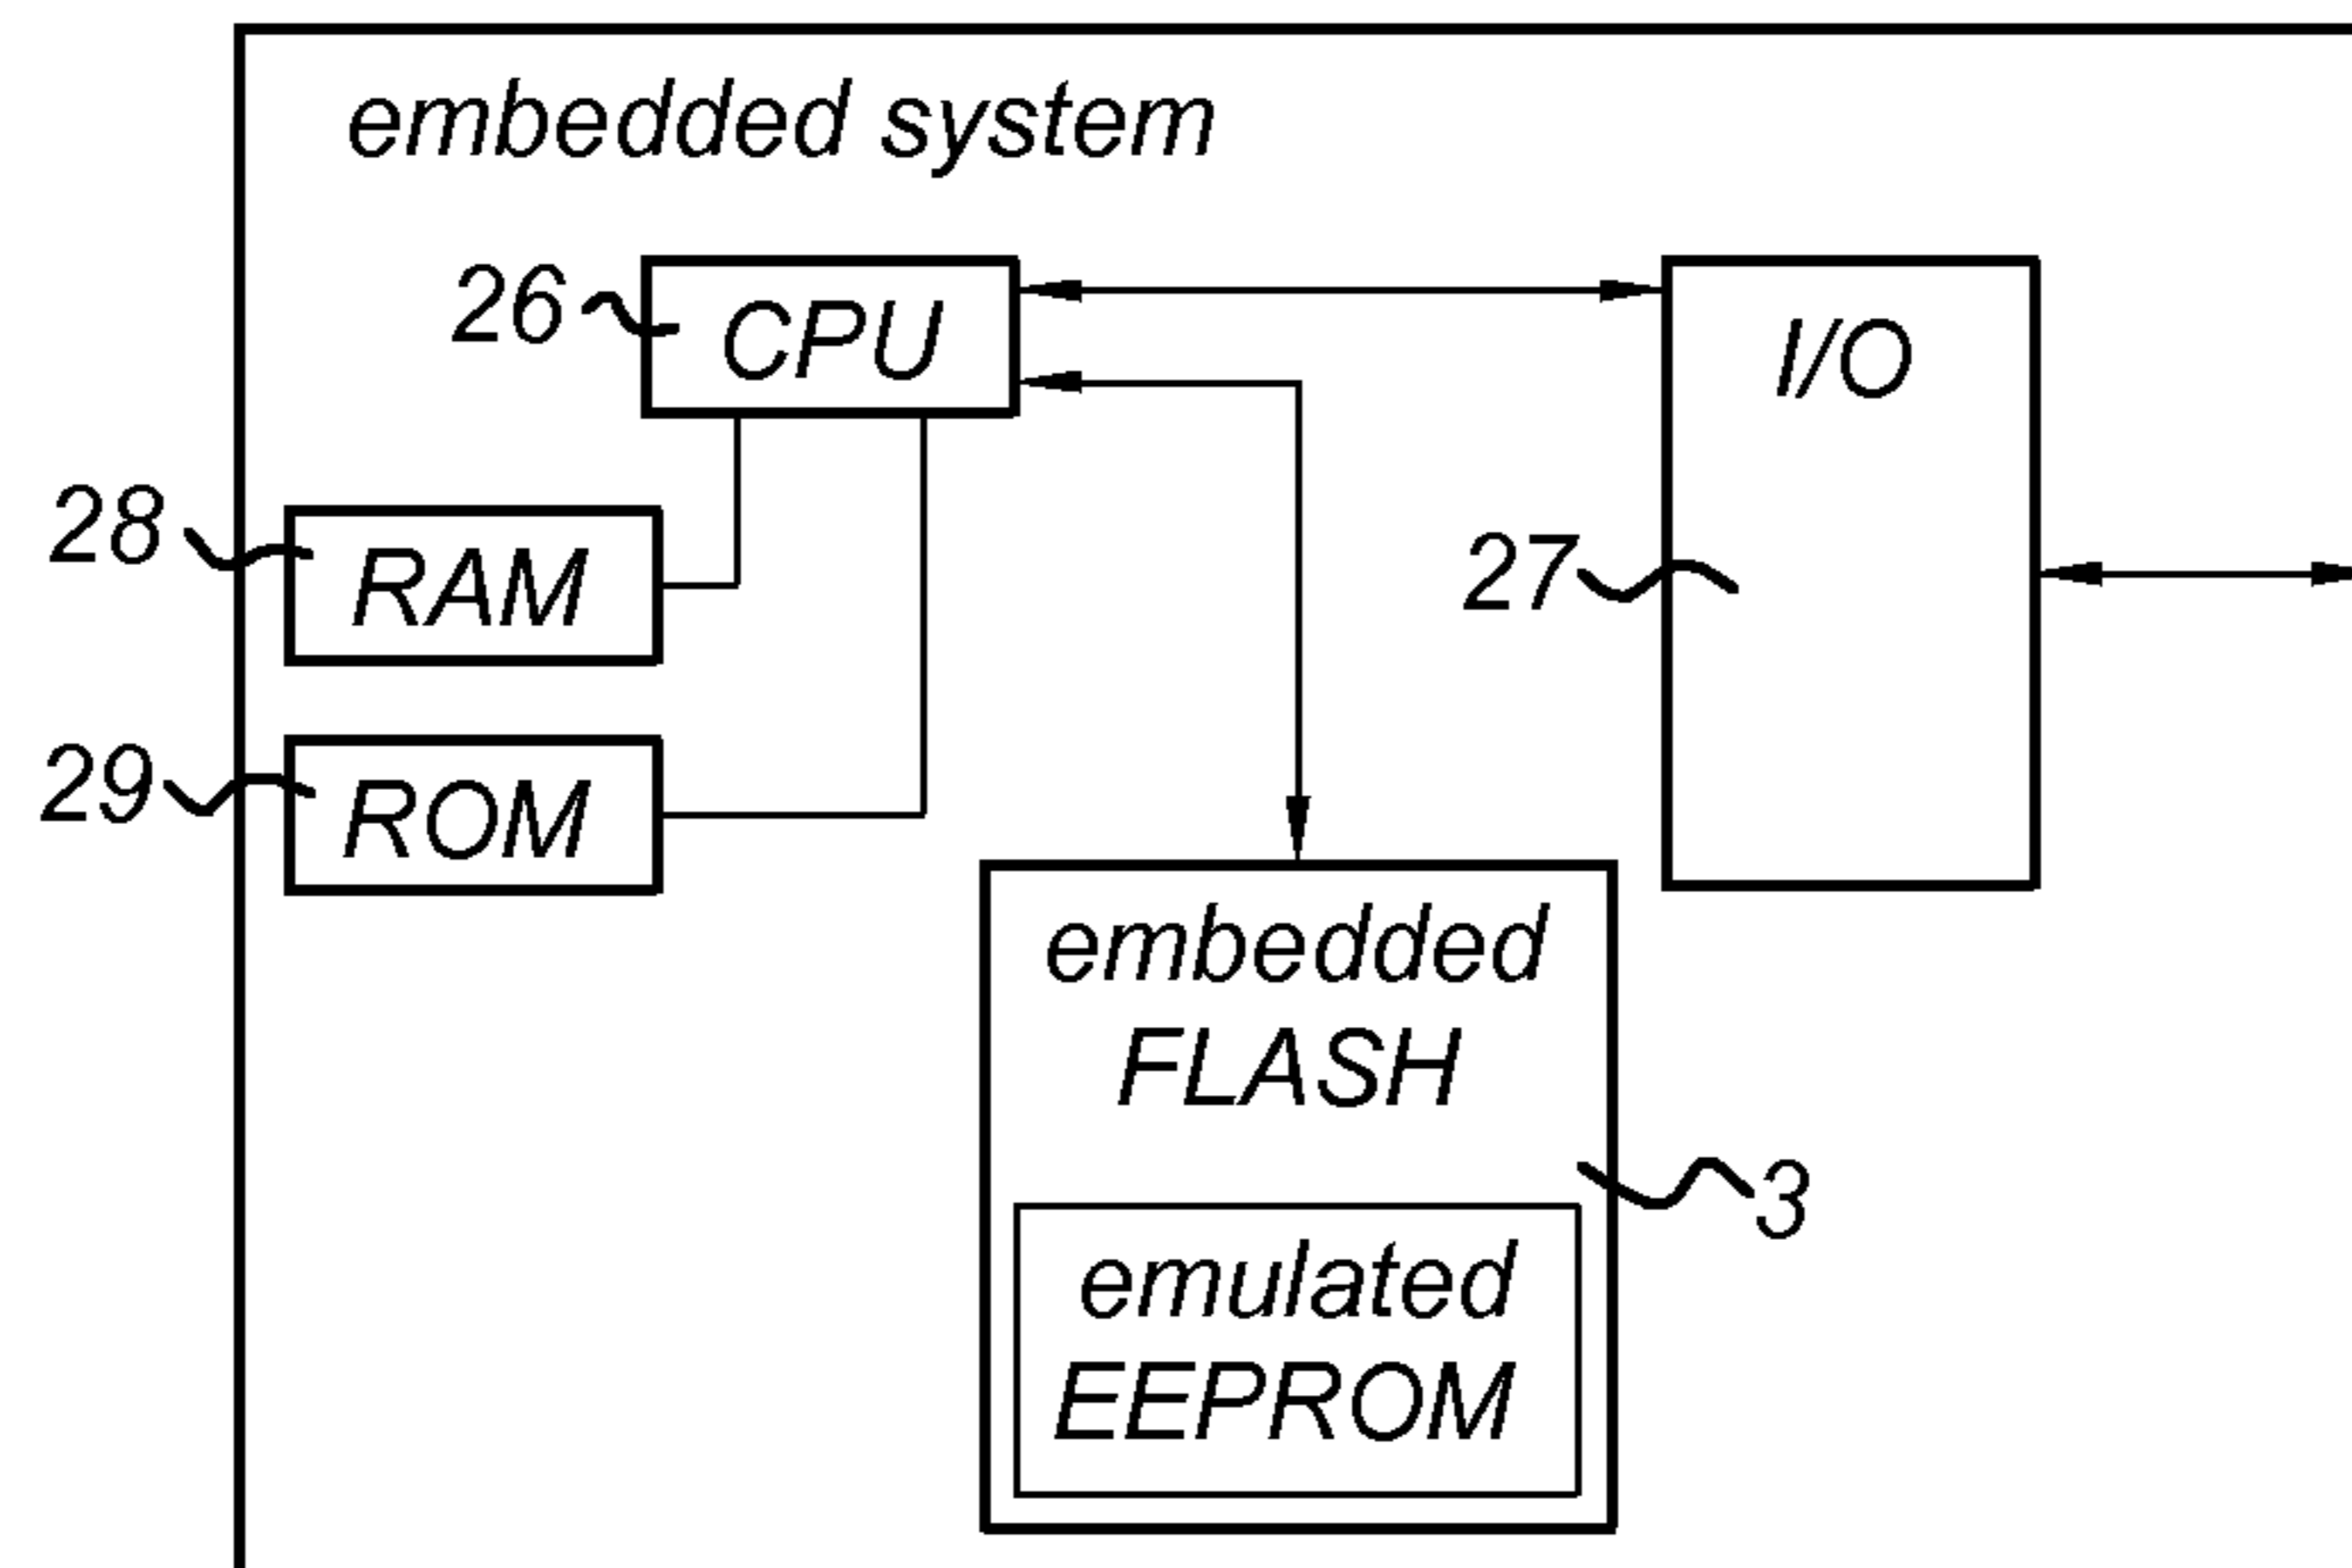 embedded system
26
CPU
I/O
28
RAM
27
29
ROM
embedded
FLASH
3
emulated
EEPROM